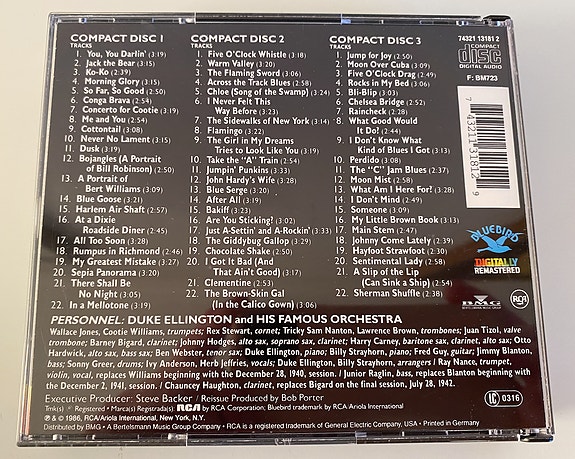 COMPACT DISC 1
TRACKS
1. You, You Darlin' (3:19)
2. Jack the Bear (3:15)
3. Ko-Ko (2:39)
4. Morning Glory (3:15)
5. So Far, So Good (2:50)
6. Conga Brava (2:54)
7. Concerto for Cootie (3:19)
8. Me and You (2:54)
9. Cottontail (3:08)
10. Never No Lament (3:15)
11. Dusk (3:19)
12. Bojangles (A Portrait
of Bill Robinson) (2:50)
13. A Portrait of
Bert Williams (3:09)
14. Blue Goose (3:21)
15. Harlem Air Shaft (2:57)
16. At a Dixie
Roadside Diner (2:45)
17. All Too Soon (3:28)
18. Rumpus in Richmond (2:46)
19. My Greatest Mistake (3:27)
20. Sepia Panorama (3:20)
21. There Shall Be
No Night (3:05)
22. In a Mellotone (3:19)
COMPACT DISC 2
TRACKS
1. Five O'Clock Whistle (3:18)
2. Warm Valley (3:20)
3. The Flaming Sword (3:06)
4. Across the Track Blues (2:58)
5. Chloe (Song of the Swamp) (3:24)
6. I Never Felt This
Way Before (3:23)
7. The Sidewalks of New York (3:14)
8. Flamingo (3:22)
9. The Girl in My Dreams
Tries to Look Like You (3:19)
10. Take the "A" Train (2:54)
11. Jumpin' Punkins (3:33)
12. John Hardy's Wife (3:28)
13. Blue Serge (3:20)
14. After All (3:19)
15. Bakiff (3:23)
16. Are You Sticking? (3:02)
17. Just A-Settin' and A-Rockin' (3:33)
18. The Giddybug Gallop (3:29)
19. Chocolate Shake (2:50)
20. I Got It Bad (And
That Ain't Good) (3:17)
21. Clementine (2:53)
22. The Brown-Skin Gal
(In the Calico Gown) (3:06)
COMPACT DISC 3
TRACKS
1. Jump for Joy (2:50)
2. Moon Over Cuba (3:09)
3. Five O'Clock Drag (2:49)
4. Rocks in My Bed (3:06)
5. Bli-Blip (3:03)
6. Chelsea Bridge (2:52)
7. Raincheck (2:28)
8. What Good Would
It Do? (2:44)
9. I Don't Know What
Kind of Blues I Got (3:13)
10. Perdido (3:08)
11. The "C" Jam Blues (2:37)
12. Moon Mist (2:58)
13. What Am I Here For? (3:28)
14. I Don't Mind (2:49)
15. Someone (3:09)
16. My Little Brown Book (3:13)
17. Main Stem (2:47)
18. Johnny Come Lately (2:39)
19. Hayfoot Strawfoot (2:30)
20. Sentimental Lady (2:58)
21. A Slip of the Lip
(Can Sink a Ship) (2:54)
22. Sherman Shuffle (2:38)
74321 13181 2
COMPACT
disc
DIGITAL AUDIO
F: BM723
7 43211 31812 9
BLUEBIRD
DIGITALLY
REMASTERED
BMG
RCA
PERSONNEL: DUKE ELLINGTON and HIS FAMOUS ORCHESTRA
Wallace Jones, Cootie Williams, trumpets; Rex Stewart, cornet; Tricky Sam Nanton, Lawrence Brown, trombones; Juan Tizol, valve
trombone; Barney Bigard, clarinet; Johnny Hodges, alto sax, soprano sax, clarinet; Harry Carney, baritone sax, clarinet, alto sax; Otto
Hardwick, alto sax, bass sax; Ben Webster, tenor sax; Duke Ellington, piano; Billy Strayhorn, piano; Fred Guy, guitar; Jimmy Blanton,
bass; Sonny Greer, drums; Ivy Anderson, Herb Jeffries, vocals; Duke Ellington, Billy Strayhorn, arrangers / Ray Nance, trumpet,
violin, vocal, replaces Williams beginning with the December 28, 1940, session. / Junior Raglin, bass, replaces Blanton beginning with
the December 2, 1941, session. / Chauncey Haughton, clarinet, replaces Bigard on the final session, July 28, 1942.
Executive Producer: Steve Backer / Reissue Produced by Bob Porter
LC 0316
Tmk(s) ® Registered • Marca(s) Registrada(s) RCA by RCA Corporation; Bluebird trademark by RCA/Ariola International
℗ & © 1986, RCA/Ariola International, New York, N.Y.
Distributed by BMG • A Bertelsmann Music Group Company • RCA is a registered trademark of General Electric Company, USA • Printed in Germany